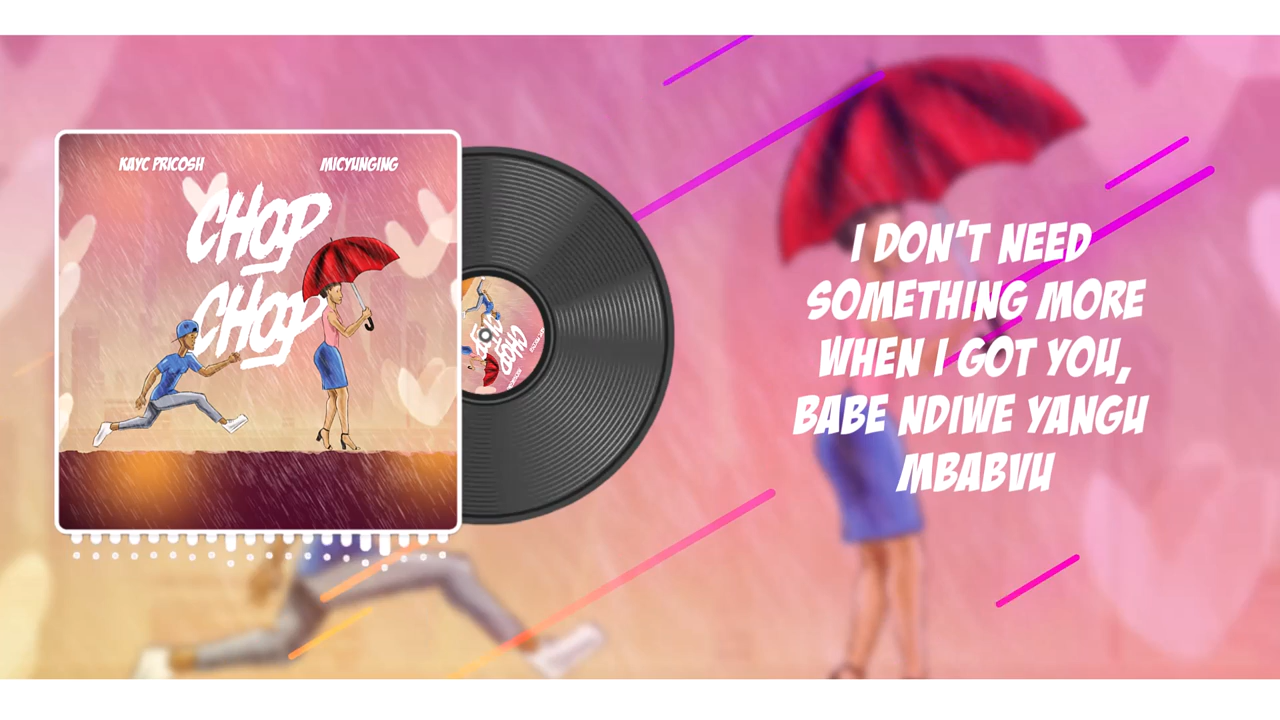 KAYC PRICOSH
MICYUNGING
CHOP
CHOP
I DON'T NEED
SOMETHING MORE
WHEN I GOT YOU,
BABE NDIWE YANGU
MBABVU